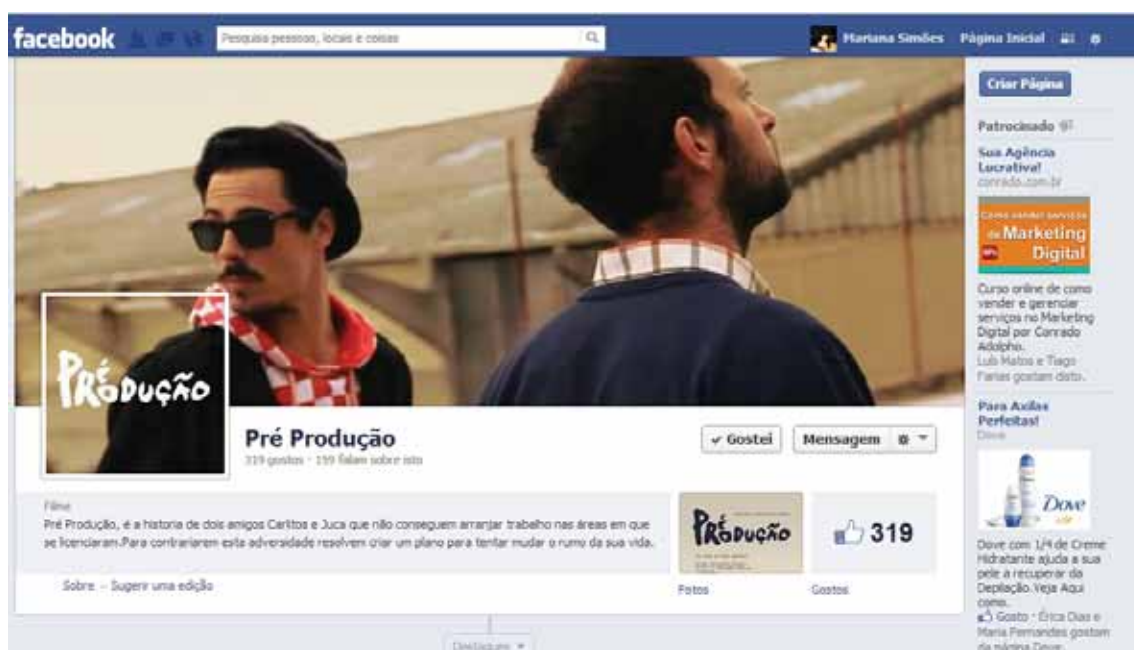 facebook
Pesquisa pessoas, locais e coisas
Mariana Simões Página Inicial
Criar Página
Patrocinado
Sua Agência
Lucrativa!
conrado.com.br
Como vender serviços
de Marketing
Digital
Curso online de como
vender e gerenciar
serviços no Marketing
Digital por Conrado
Adolpho.
Luís Matos e Tiago
Farias gostam disto.
PRÉ PRODUÇÃO
Pré Produção
319 gostos · 159 falam sobre isto
✓ Gostei
Mensagem
Filme
Pré Produção, é a historia de dois amigos Carlitos e Juca que não conseguem arranjar trabalho nas áreas em que
se licenciaram.Para contrariarem esta adversidade resolvem criar um plano para tentar mudar o rumo da sua vida.
Sobre – Sugerir uma edição
PRÉ PRODUÇÃO
Fotos
319
Gostos
Para Axilas
Perfeitas!
Dove
Dove
Dove com 1/4 de Creme
Hidratante ajuda a sua
pele a recuperar da
Depilação.Veja Aqui
como.
Gosto · Érica Dias e
Maria Fernandes gostam
da página Dove.
Destaques